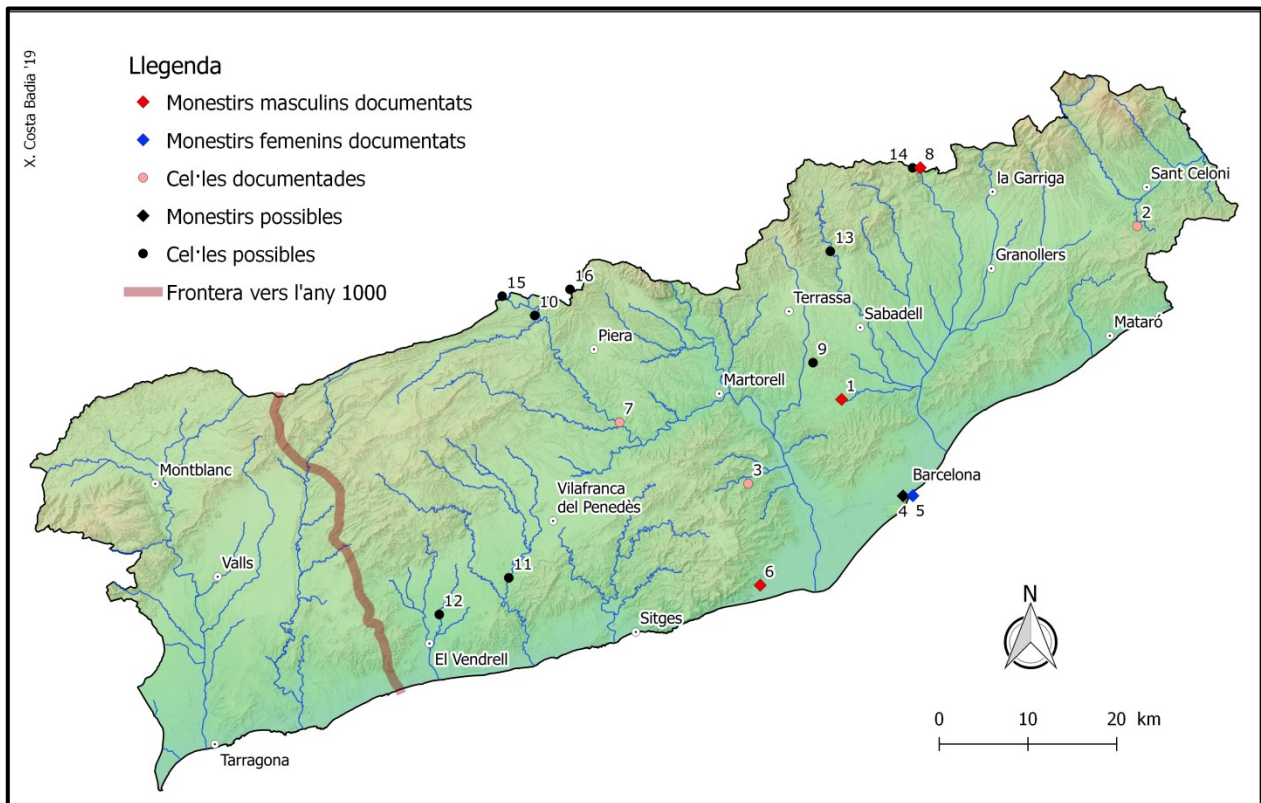 X. Costa Badia '19
Llegenda
Monestirs masculins documentats
Monestirs femenins documentats
Cel·les documentades
Monestirs possibles
Cel·les possibles
Frontera vers l'any 1000
14
8
la Garriga
Sant Celoni
2
13
Granollers
15
16
10
Terrassa
Sabadell
Mataró
Piera
9
Martorell
1
7
Montblanc
3
Barcelona
4
5
Vilafranca
del Penedès
Valls
11
6
12
Sitges
El Vendrell
N
Tarragona
0
10
20 km